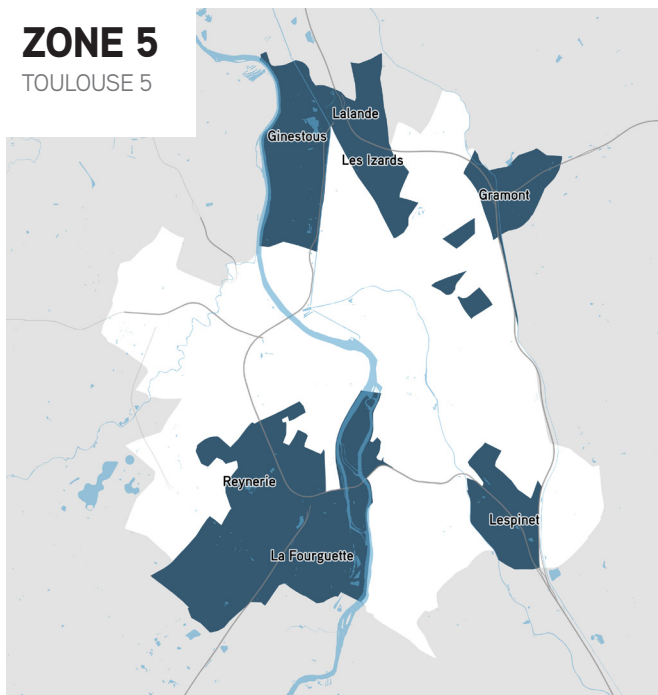 ZONE 5
TOULOUSE 5
Lalande
Ginestous
Les Izards
Gramont
Reynerie
Lespinet
La Fourguette